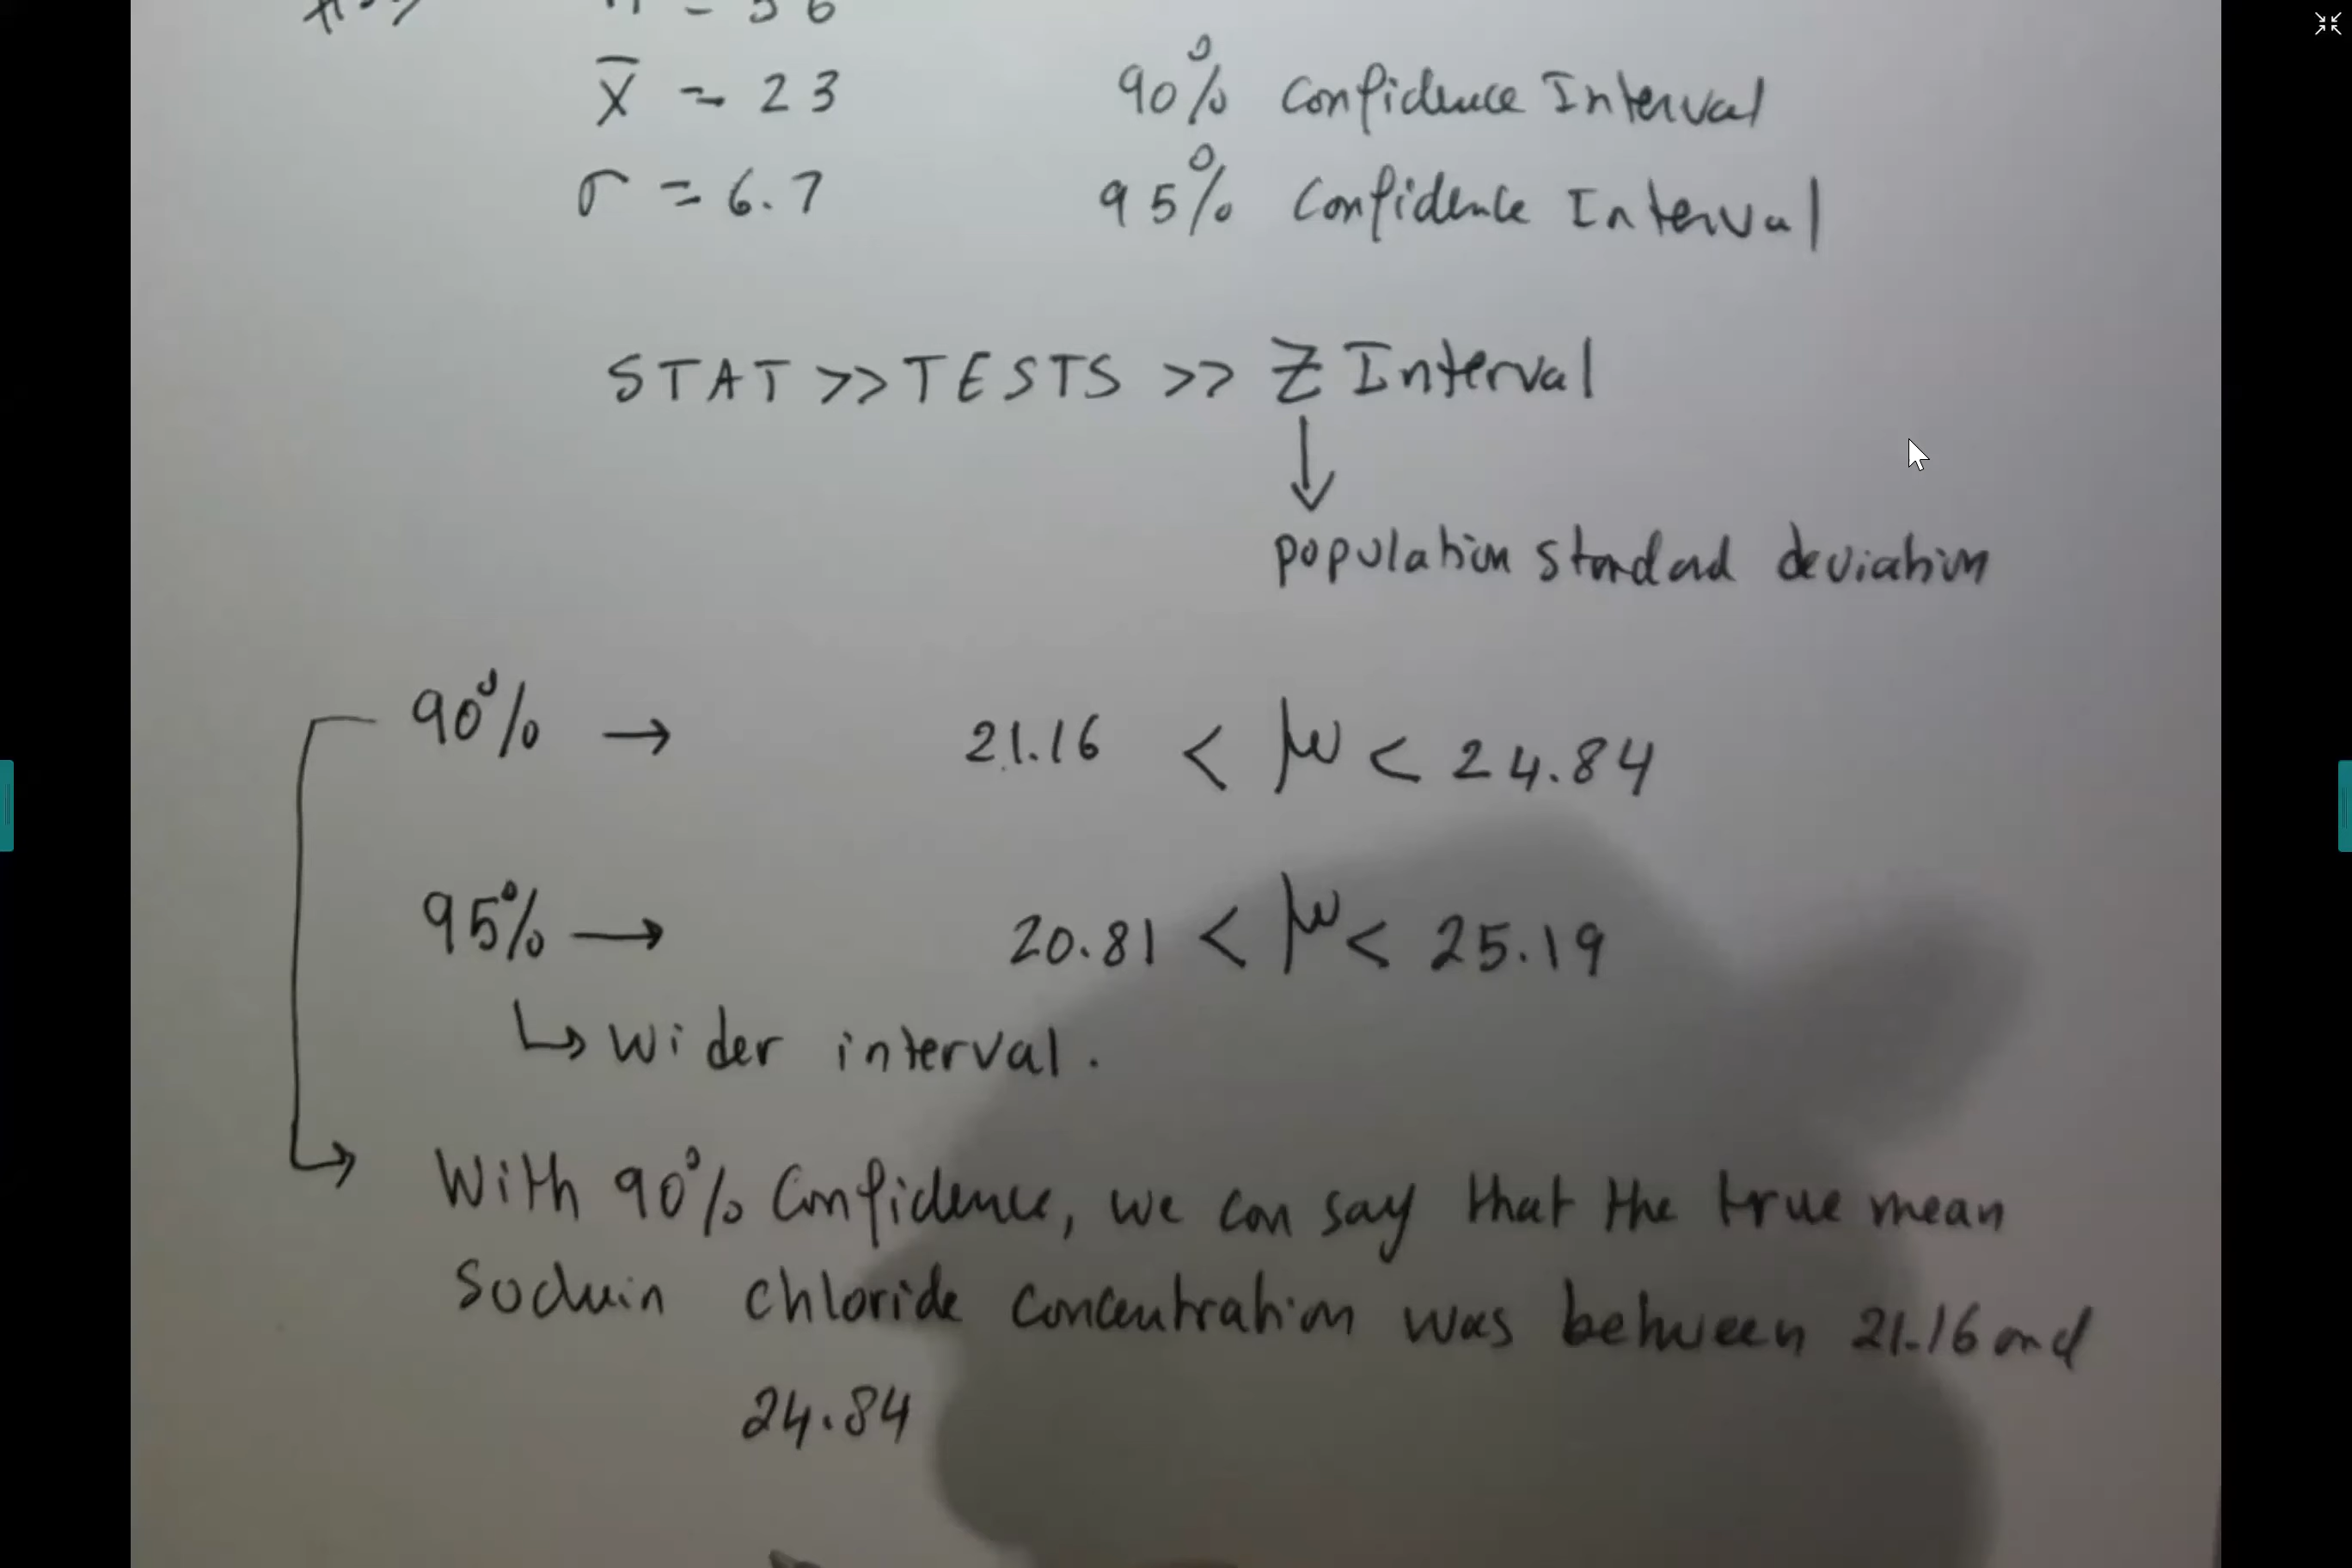 n = 36
x̄ = 23 90% Confidence Interval
σ = 6.7 95% Confidence Interval
STAT >> TESTS >> Z Interval
↓
population standard deviation
90% → 21.16 < μ < 24.84
95% → 20.81 < μ < 25.19
↳ wider interval.
→ With 90% Confidence, we can say that the true mean
Sodium chloride concentration was between 21.16 and
24.84